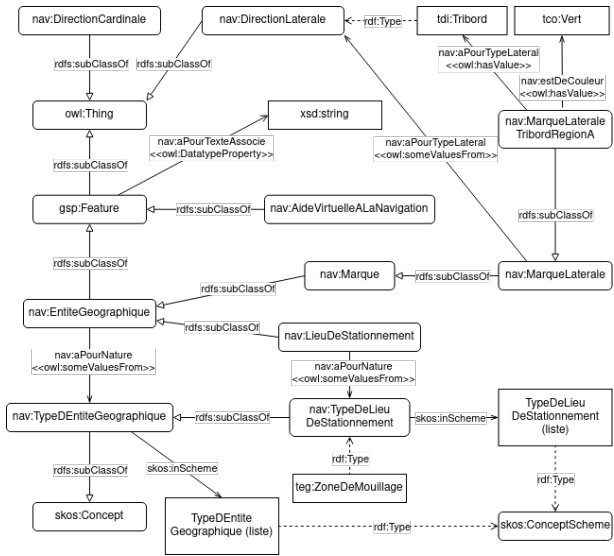 nav:DirectionCardinale
nav:DirectionLaterale
rdf:Type
tdi:Tribord
tco:Vert
rdfs:subClassOf
rdfs:subClassOf
nav:aPourTypeLateral
<<owl:hasValue>>
nav:estDeCouleur
<<owl:hasValue>>
owl:Thing
xsd:string
nav:MarqueLaterale
TribordRegionA
nav:aPourTexteAssocie
<<owl:DatatypeProperty>>
nav:aPourTypeLateral
<<owl:someValuesFrom>>
rdfs:subClassOf
gsp:Feature
rdfs:subClassOf
nav:AideVirtuelleALaNavigation
rdfs:subClassOf
rdfs:subClassOf
nav:Marque
rdfs:subClassOf
nav:MarqueLaterale
rdfs:subClassOf
nav:EntiteGeographique
rdfs:subClassOf
nav:LieuDeStationnement
nav:aPourNature
<<owl:someValuesFrom>>
nav:aPourNature
<<owl:someValuesFrom>>
nav:TypeDEntiteGeographique
rdfs:subClassOf
nav:TypeDeLieu
DeStationnement
skos:inScheme
TypeDeLieu
DeStationnement
(liste)
rdfs:subClassOf
skos:inScheme
rdf:Type
rdf:Type
teg:ZoneDeMouillage
skos:Concept
TypeDEntite
Geographique (liste)
rdf:Type
skos:ConceptScheme